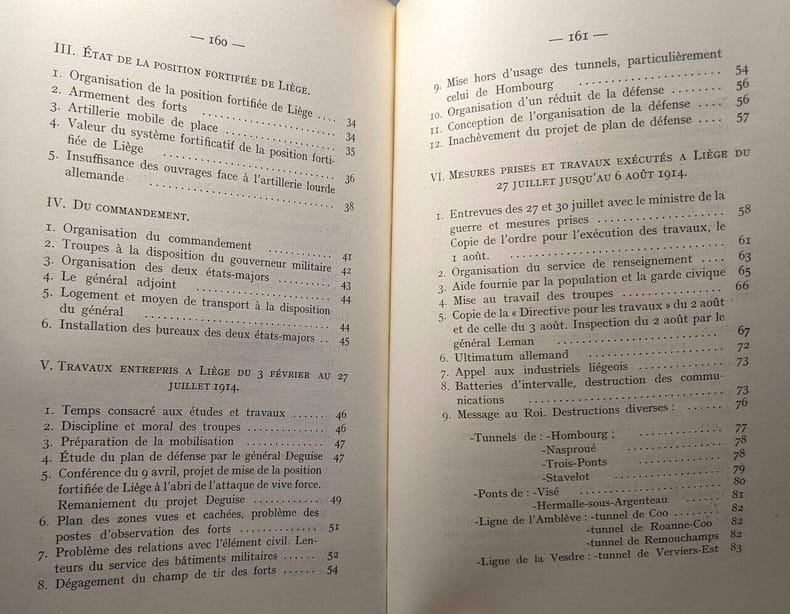 — 160 —
III. ÉTAT DE LA POSITION FORTIFIÉE DE LIÈGE.
1. Organisation de la position fortifiée de Liège .... 34
2. Armement des forts .................... 34
3. Artillerie mobile de place ................ 35
4. Valeur du système fortificatif de la position forti-
fiée de Liège ........................ 36
5. Insuffisance des ouvrages face à l'artillerie lourde
allemande ........................ 38
IV. DU COMMANDEMENT.
1. Organisation du commandement ............ 41
2. Troupes à la disposition du gouverneur militaire 42
3. Organisation des deux états-majors ........ 43
4. Le général adjoint .................... 44
5. Logement et moyen de transport à la disposition
du général ........................ 44
6. Installation des bureaux des deux états-majors .. 45
V. TRAVAUX ENTREPRIS A LIÈGE DU 3 FÉVRIER AU 27
JUILLET 1914.
1. Temps consacré aux études et travaux ...... 46
2. Discipline et moral des troupes ............ 46
3. Préparation de la mobilisation ............ 47
4. Étude du plan de défense par le général Deguise 47
5. Conférence du 9 avril, projet de mise de la position
fortifiée de Liège à l'abri de l'attaque de vive force.
Remaniement du projet Deguise ............ 49
6. Plan des zones vues et cachées, problème des
postes d'observation des forts ............ 51
7. Problème des relations avec l'élément civil. Len-
teurs du service des bâtiments militaires ...... 52
8. Dégagement du champ de tir des forts ...... 54
— 161 —
9. Mise hors d'usage des tunnels, particulièrement
celui de Hombourg .................... 54
10. Organisation d'un réduit de la défense ........ 56
11. Conception de l'organisation de la défense .... 56
12. Inachèvement du projet de plan de défense .... 57
VI. MESURES PRISES ET TRAVAUX EXÉCUTÉS A LIÈGE DU
27 JUILLET JUSQU'AU 6 AOÛT 1914.
1. Entrevues des 27 et 30 juillet avec le ministre de la
guerre et mesures prises ................ 58
Copie de l'ordre pour l'exécution des travaux, le
1 août. ............................ 61
2. Organisation du service de renseignement .... 63
3. Aide fournie par la population et la garde civique 65
4. Mise au travail des troupes ................ 66
5. Copie de la « Directive pour les travaux » du 2 août
et de celle du 3 août. Inspection du 2 août par le
général Leman ........................ 67
6. Ultimatum allemand .................... 72
7. Appel aux industriels liégeois .............. 73
8. Batteries d'intervalle, destruction des commu-
nications ............................ 73
9. Message au Roi. Destructions diverses : ...... 76
-Tunnels de : -Hombourg ; ............ 77
-Nasproué ............ 78
-Trois-Ponts ............ 78
-Stavelot ............ 79
-Ponts de : -Visé .................... 80
-Hermalle-sous-Argenteau ...... 81
-Ligne de l'Amblève : -tunnel de Coo ........ 82
-tunnel de Roanne-Coo 82
-tunnel de Remouchamps 82
-Ligne de la Vesdre : -tunnel de Verviers-Est 83